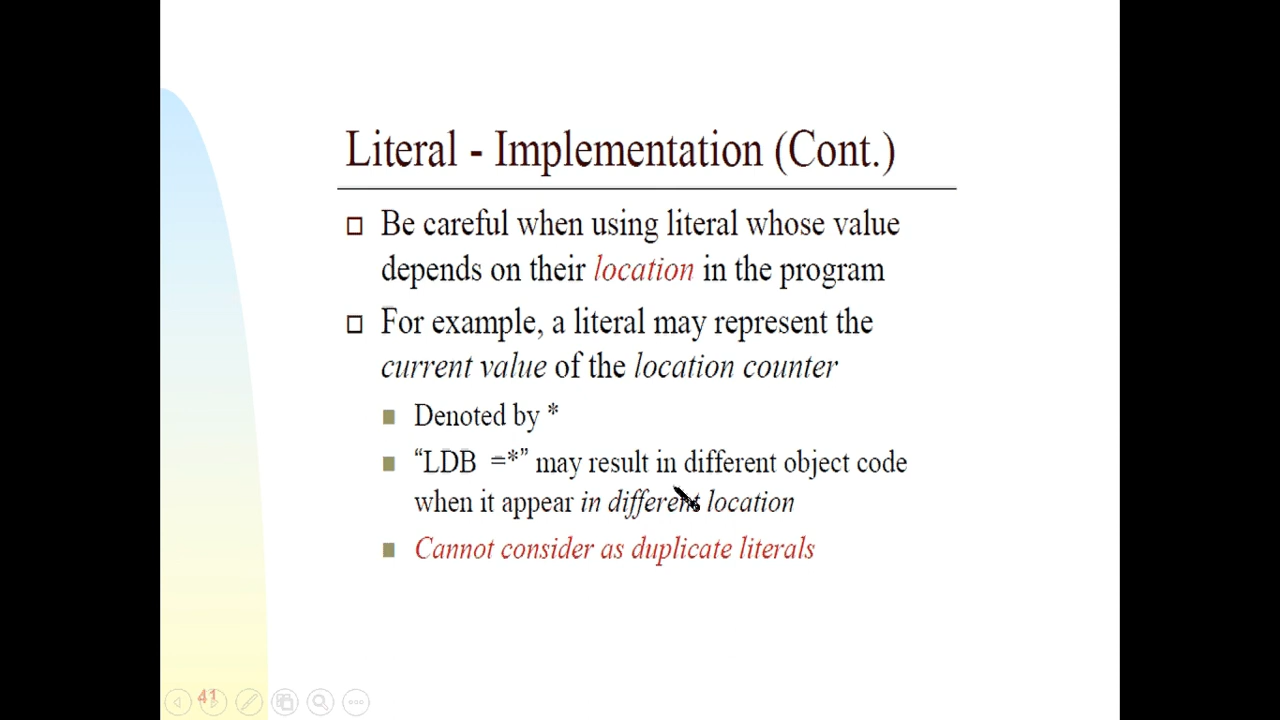 Literal - Implementation (Cont.)
Be careful when using literal whose value
depends on their location in the program
For example, a literal may represent the
current value of the location counter
Denoted by *
“LDB =*” may result in different object code
when it appear in different location
Cannot consider as duplicate literals
41